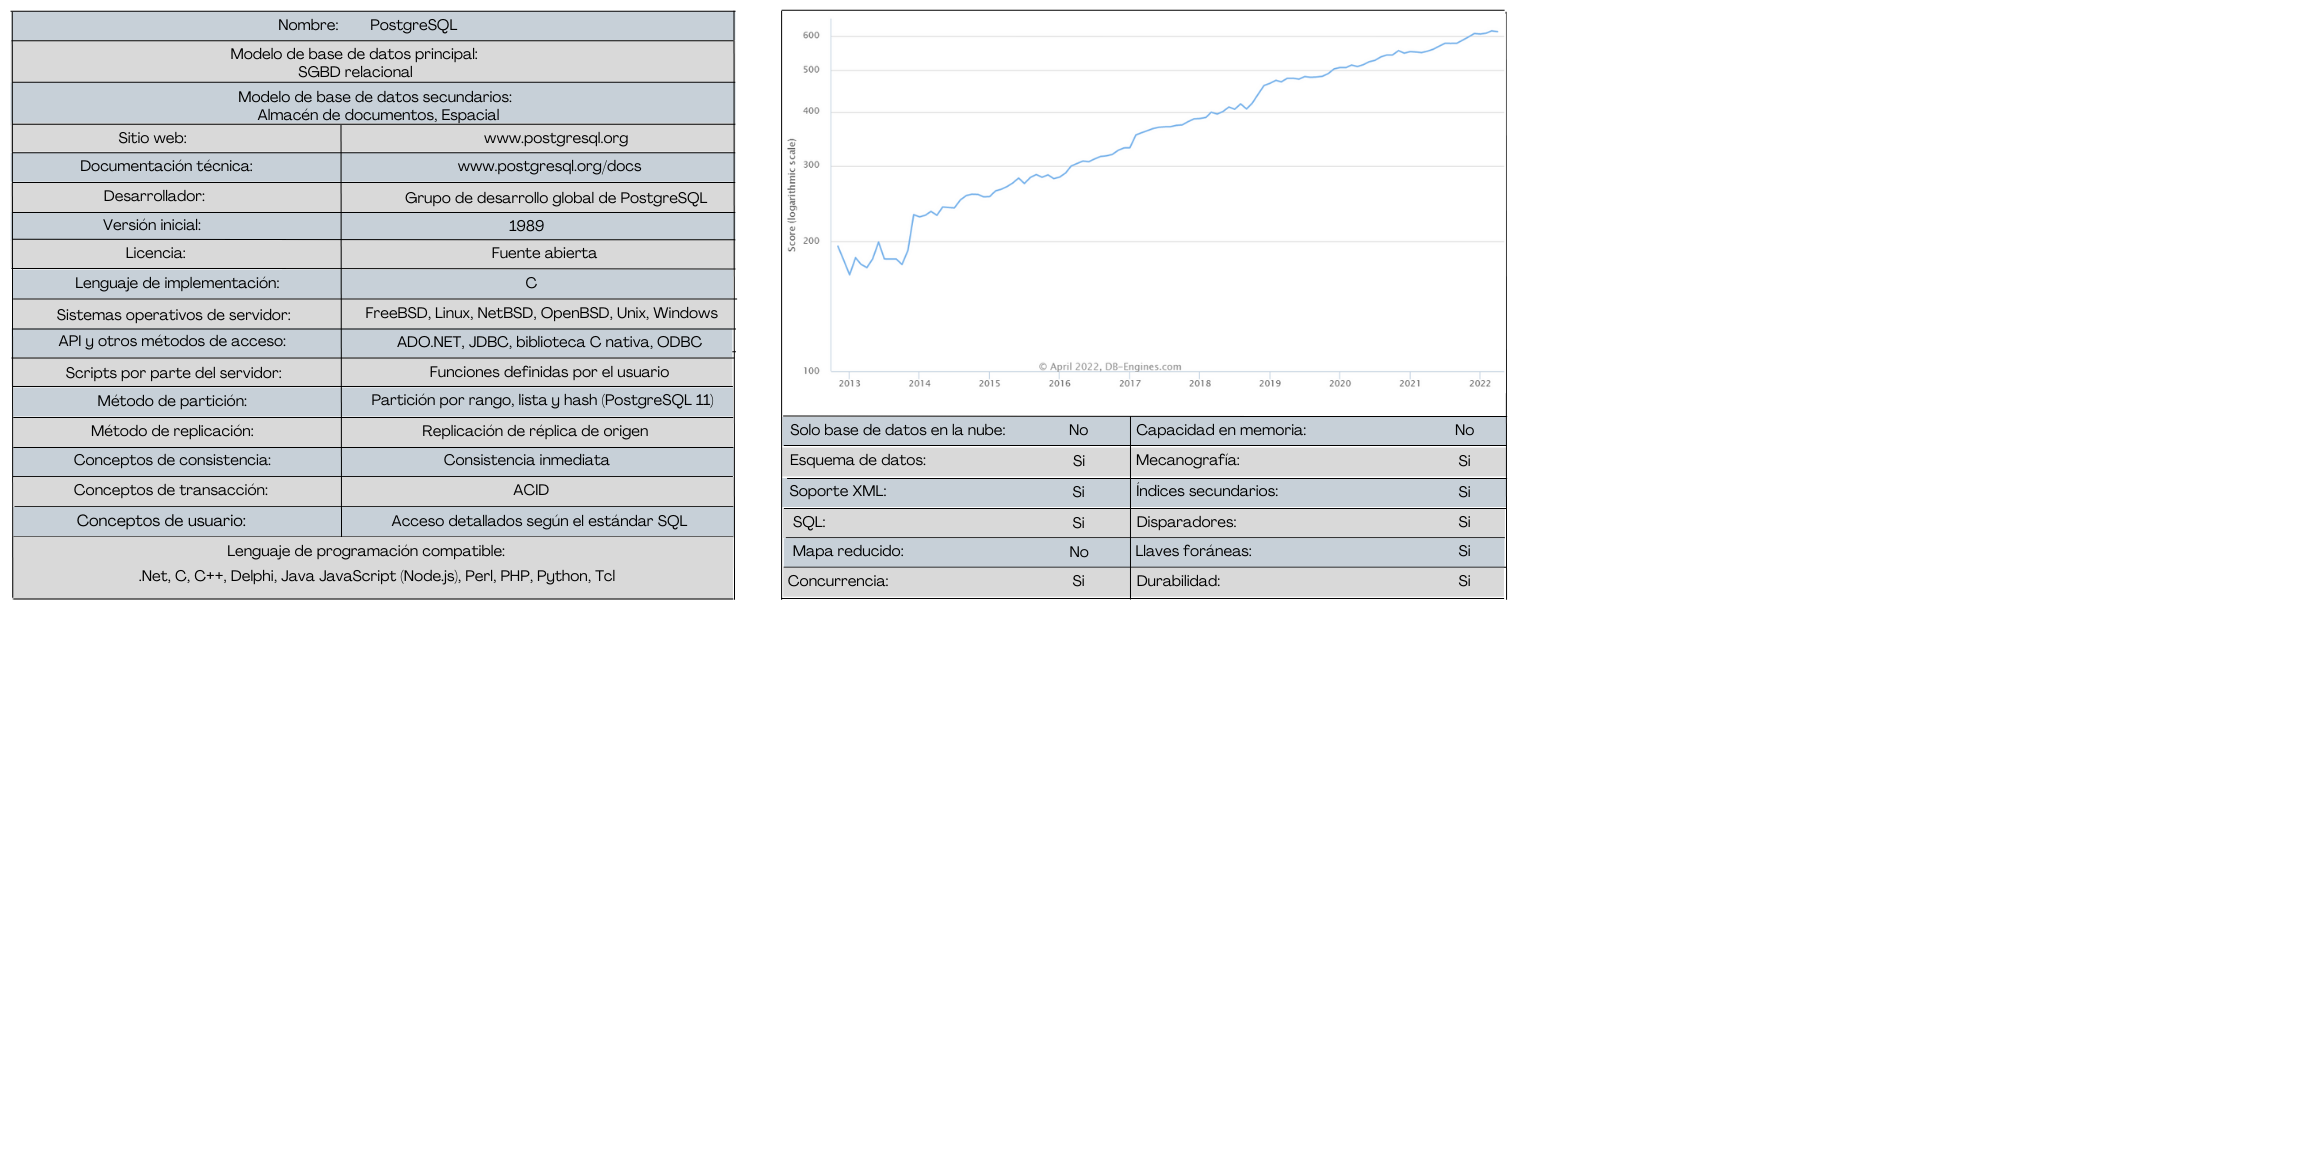 Nombre: PostgreSQL
Modelo de base de datos principal:
SGBD relacional
Modelo de base de datos secundarios:
Almacén de documentos, Espacial
Sitio web: www.postgresql.org
Documentación técnica: www.postgresql.org/docs
Desarrollador: Grupo de desarrollo global de PostgreSQL
Versión inicial: 1989
Licencia: Fuente abierta
Lenguaje de implementación: C
Sistemas operativos de servidor: FreeBSD, Linux, NetBSD, OpenBSD, Unix, Windows
API y otros métodos de acceso: ADO.NET, JDBC, biblioteca C nativa, ODBC
Scripts por parte del servidor: Funciones definidas por el usuario
Método de partición: Partición por rango, lista y hash (PostgreSQL 11)
Método de replicación: Replicación de réplica de origen
Conceptos de consistencia: Consistencia inmediata
Conceptos de transacción: ACID
Conceptos de usuario: Acceso detallados según el estándar SQL
Lenguaje de programación compatible:
.Net, C, C++, Delphi, Java JavaScript (Node.js), Perl, PHP, Python, Tcl
Score (logarithmic scale)
600
500
400
300
200
100
© April 2022, DB-Engines.com
2013 2014 2015 2016 2017 2018 2019 2020 2021 2022
Solo base de datos en la nube: No Capacidad en memoria: No
Esquema de datos: Si Mecanografía: Si
Soporte XML: Si Índices secundarios: Si
SQL: Si Disparadores: Si
Mapa reducido: No Llaves foráneas: Si
Concurrencia: Si Durabilidad: Si